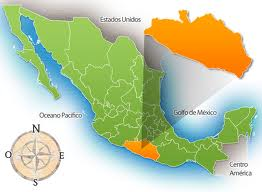 Estados Unidos
Oceano Pacifico
Golfo de México
Centro
América
N
O
E
S